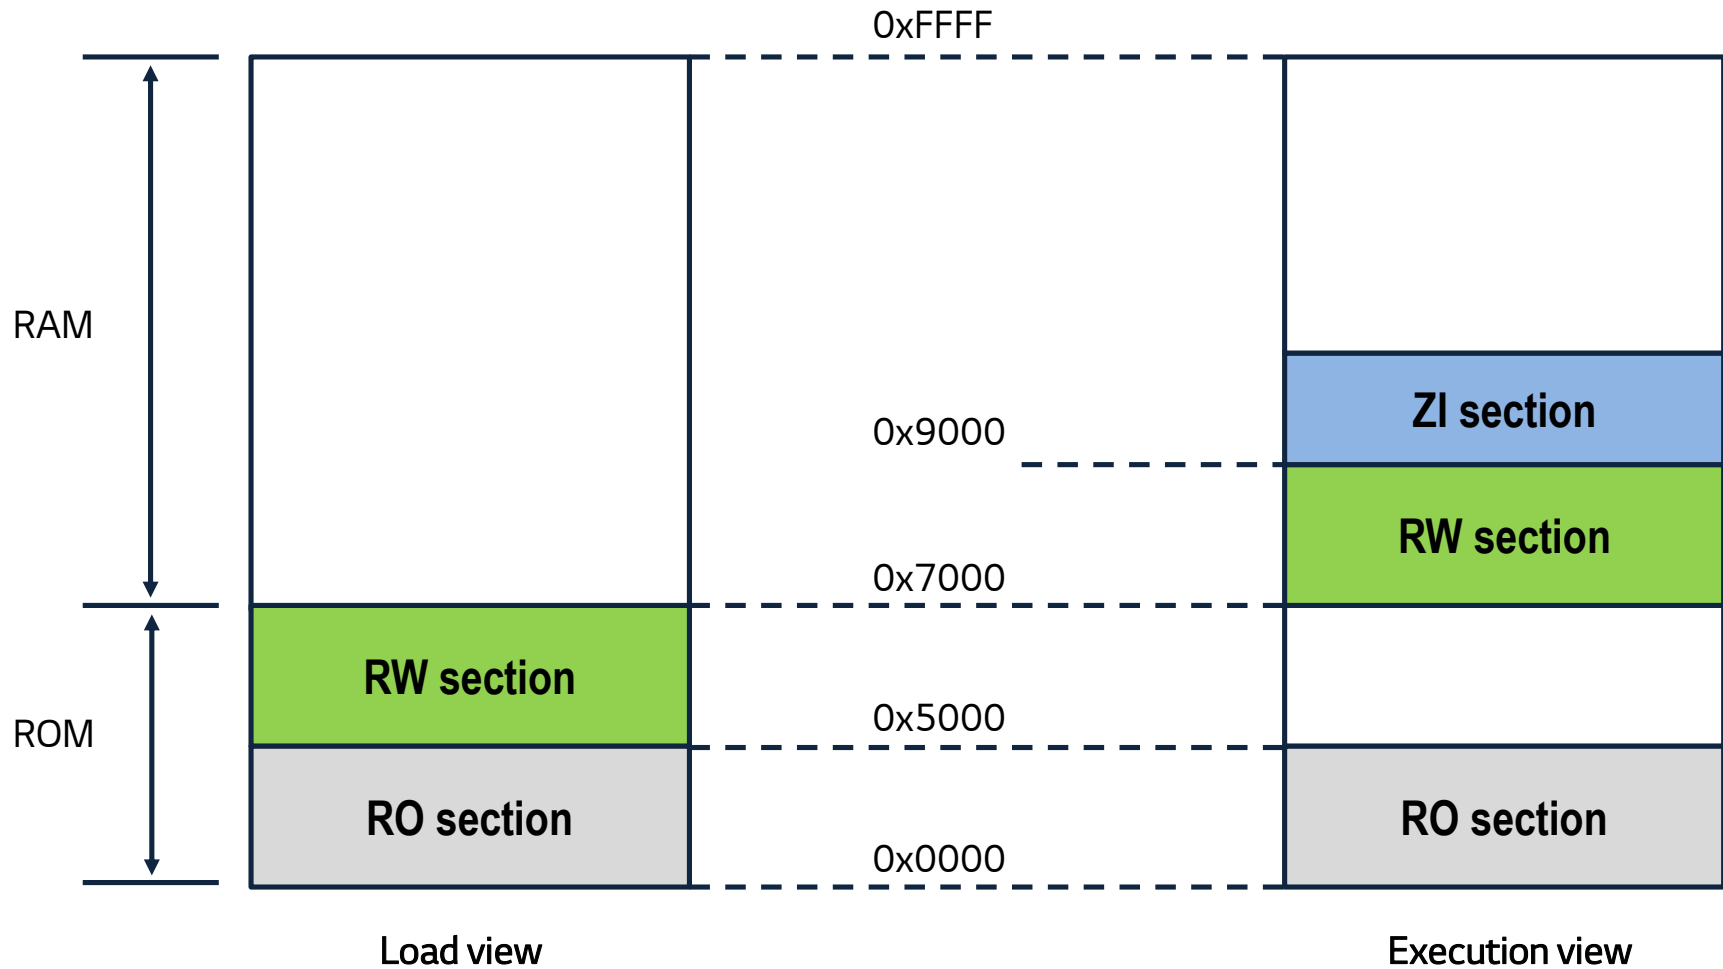 0xFFFF
RAM
ZI section
0x9000
RW section
0x7000
RW section
0x5000
ROM
RO section
RO section
0x0000
Load view
Execution view